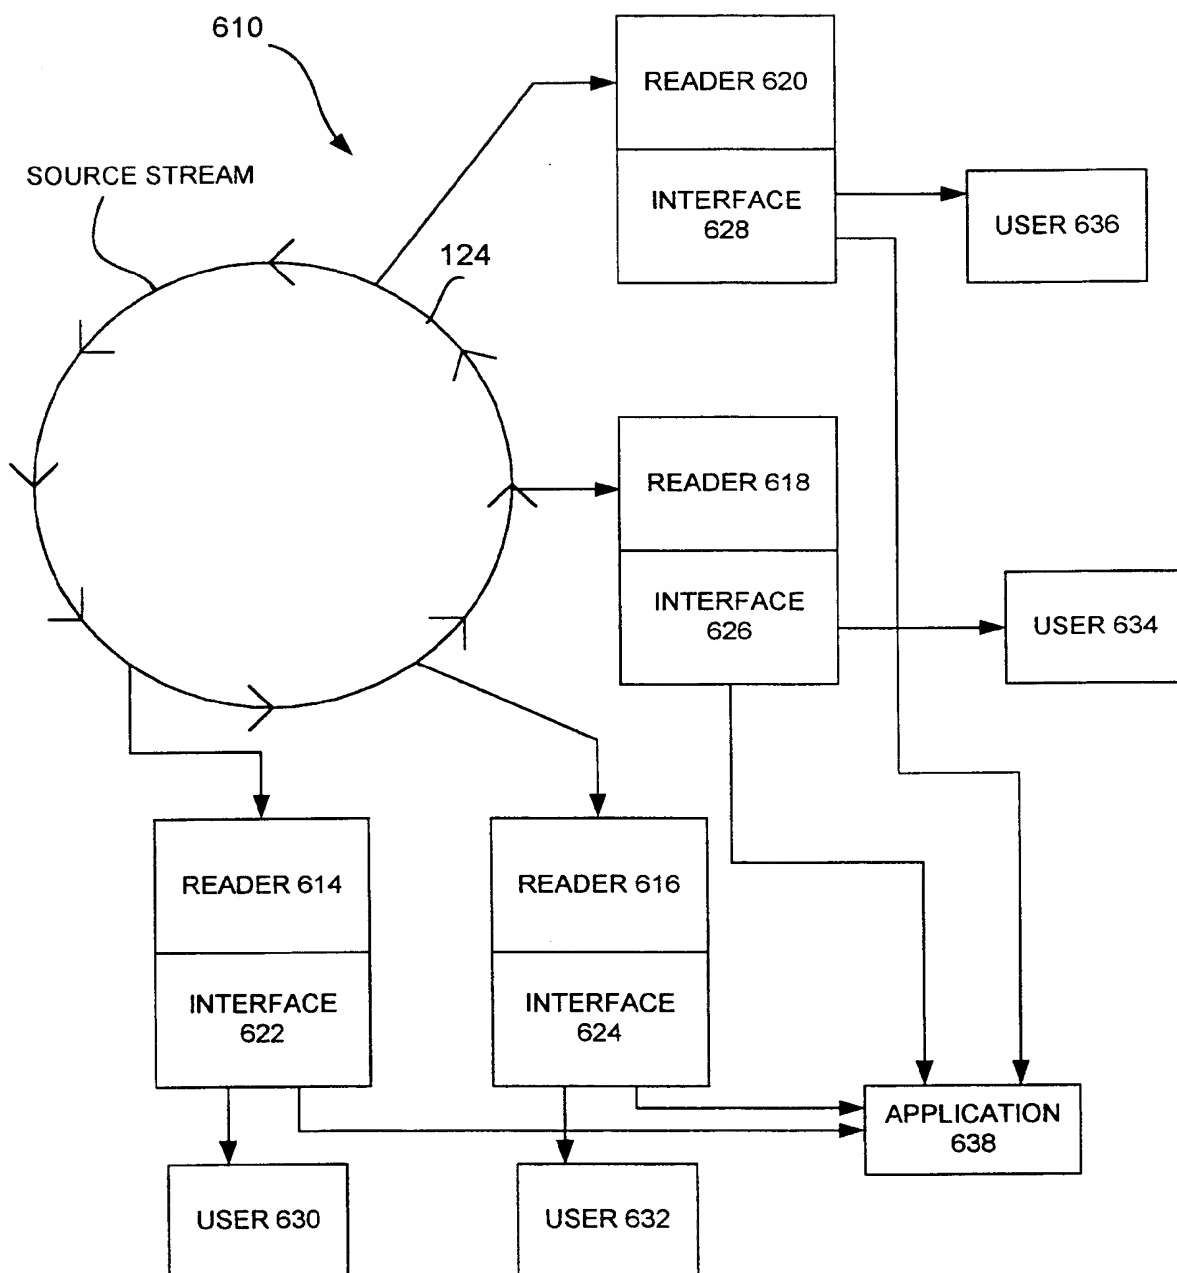 610
READER 620
SOURCE STREAM
INTERFACE
628
USER 636
124
READER 618
INTERFACE
626
USER 634
READER 614
READER 616
INTERFACE
622
INTERFACE
624
APPLICATION
638
USER 630
USER 632